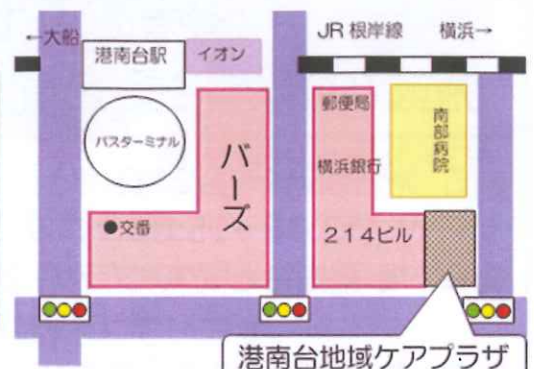 ←大船
JR 根岸線
横浜→
港南台駅
イオン
バスターミナル
バーズ
郵便局
横浜銀行
南部病院
●交番
214ビル
港南台地域ケアプラザ